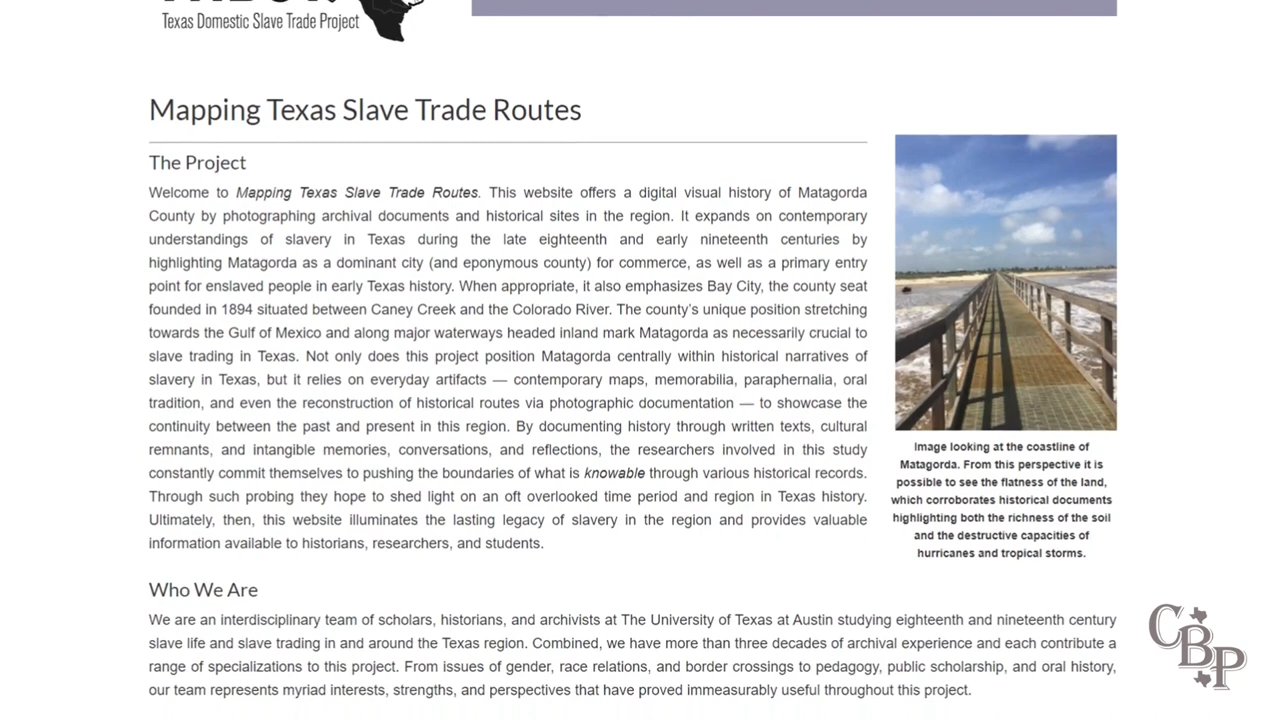 Texas Domestic Slave Trade Project
Mapping Texas Slave Trade Routes
The Project
Welcome to Mapping Texas Slave Trade Routes. This website offers a digital visual history of Matagorda
County by photographing archival documents and historical sites in the region. It expands on contemporary
understandings of slavery in Texas during the late eighteenth and early nineteenth centuries by
highlighting Matagorda as a dominant city (and eponymous county) for commerce, as well as a primary entry
point for enslaved people in early Texas history. When appropriate, it also emphasizes Bay City, the county seat
founded in 1894 situated between Caney Creek and the Colorado River. The county's unique position stretching
towards the Gulf of Mexico and along major waterways headed inland mark Matagorda as necessarily crucial to
slave trading in Texas. Not only does this project position Matagorda centrally within historical narratives of
slavery in Texas, but it relies on everyday artifacts — contemporary maps, memorabilia, paraphernalia, oral
tradition, and even the reconstruction of historical routes via photographic documentation — to showcase the
continuity between the past and present in this region. By documenting history through written texts, cultural
remnants, and intangible memories, conversations, and reflections, the researchers involved in this study
constantly commit themselves to pushing the boundaries of what is knowable through various historical records.
Through such probing they hope to shed light on an oft overlooked time period and region in Texas history.
Ultimately, then, this website illuminates the lasting legacy of slavery in the region and provides valuable
information available to historians, researchers, and students.
Image looking at the coastline of
Matagorda. From this perspective it is
possible to see the flatness of the land,
which corroborates historical documents
highlighting both the richness of the soil
and the destructive capacities of
hurricanes and tropical storms.
Who We Are
We are an interdisciplinary team of scholars, historians, and archivists at The University of Texas at Austin studying eighteenth and nineteenth century
slave life and slave trading in and around the Texas region. Combined, we have more than three decades of archival experience and each contribute a
range of specializations to this project. From issues of gender, race relations, and border crossings to pedagogy, public scholarship, and oral history,
our team represents myriad interests, strengths, and perspectives that have proved immeasurably useful throughout this project.
CBP